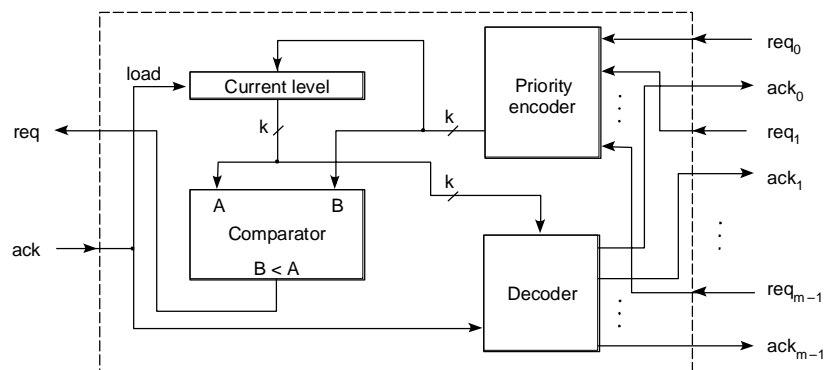 req0
load
Current level
Priority
encoder
ack0
req
k
k
req1
k
ack1
A
B
Comparator
ack
B < A
Decoder
reqm−1
ackm−1